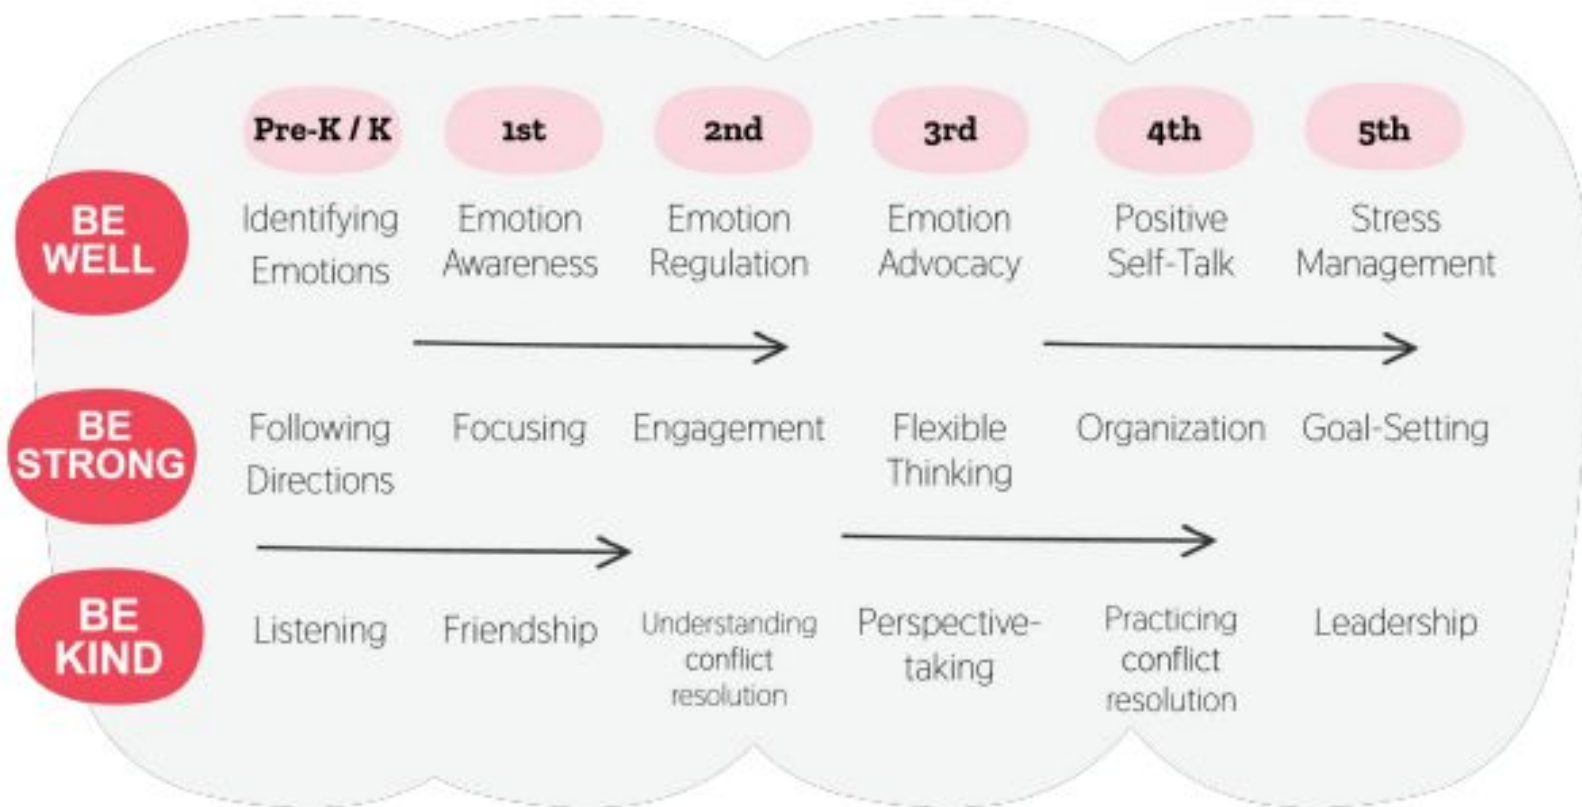 Pre-K / K 1st 2nd 3rd 4th 5th
BE
WELL
Identifying
Emotions
Emotion
Awareness
Emotion
Regulation
Emotion
Advocacy
Positive
Self-Talk
Stress
Management
BE
STRONG
Following
Directions
Focusing
Engagement
Flexible
Thinking
Organization
Goal-Setting
BE
KIND
Listening
Friendship
Understanding
conflict
resolution
Perspective-
taking
Practicing
conflict
resolution
Leadership